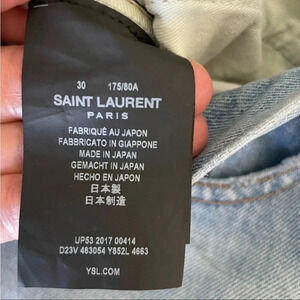 30 175/80A
SAINT LAURENT
PARIS
FABRIQUÉ AU JAPON
FABBRICATO IN GIAPPONE
MADE IN JAPAN
GEMACHT IN JAPAN
HECHO EN JAPON
日本製
日本制造
UP53 2017 00414
D23V 483054 Y852L 4663
YSL.COM